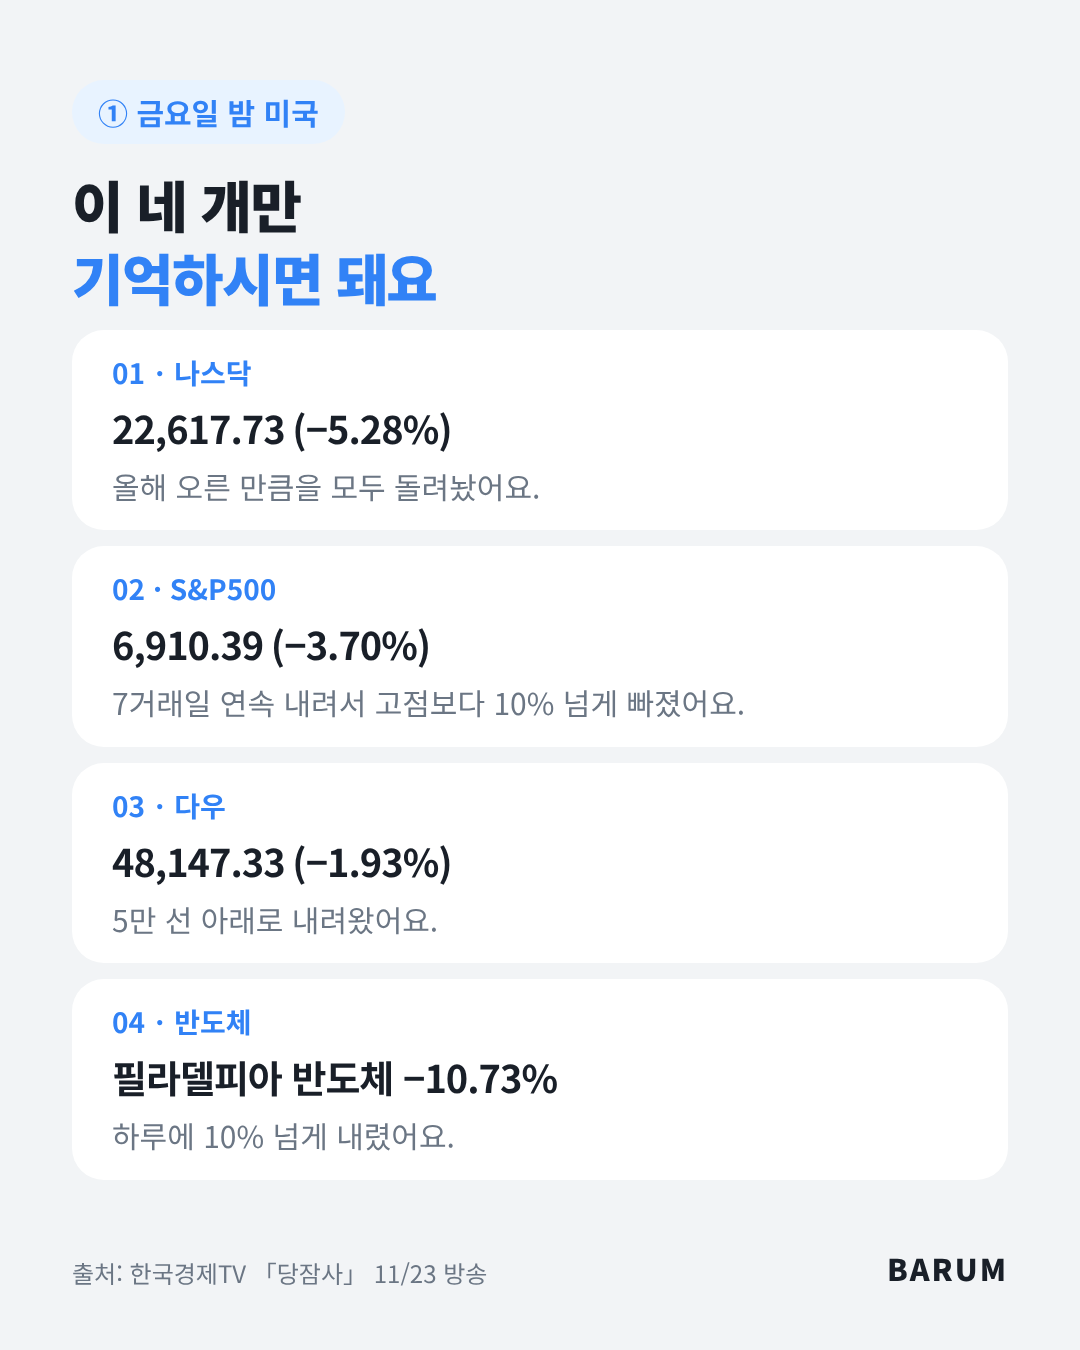 ① 금요일 밤 미국
이 네 개만
기억하시면 돼요
01 · 나스닥
22,617.73 (−5.28%)
올해 오른 만큼을 모두 돌려놨어요.
02 · S&P500
6,910.39 (−3.70%)
7거래일 연속 내려서 고점보다 10% 넘게 빠졌어요.
03 · 다우
48,147.33 (−1.93%)
5만 선 아래로 내려왔어요.
04 · 반도체
필라델피아 반도체 −10.73%
하루에 10% 넘게 내렸어요.
출처: 한국경제TV 「당잠사」 11/23 방송
BARUM